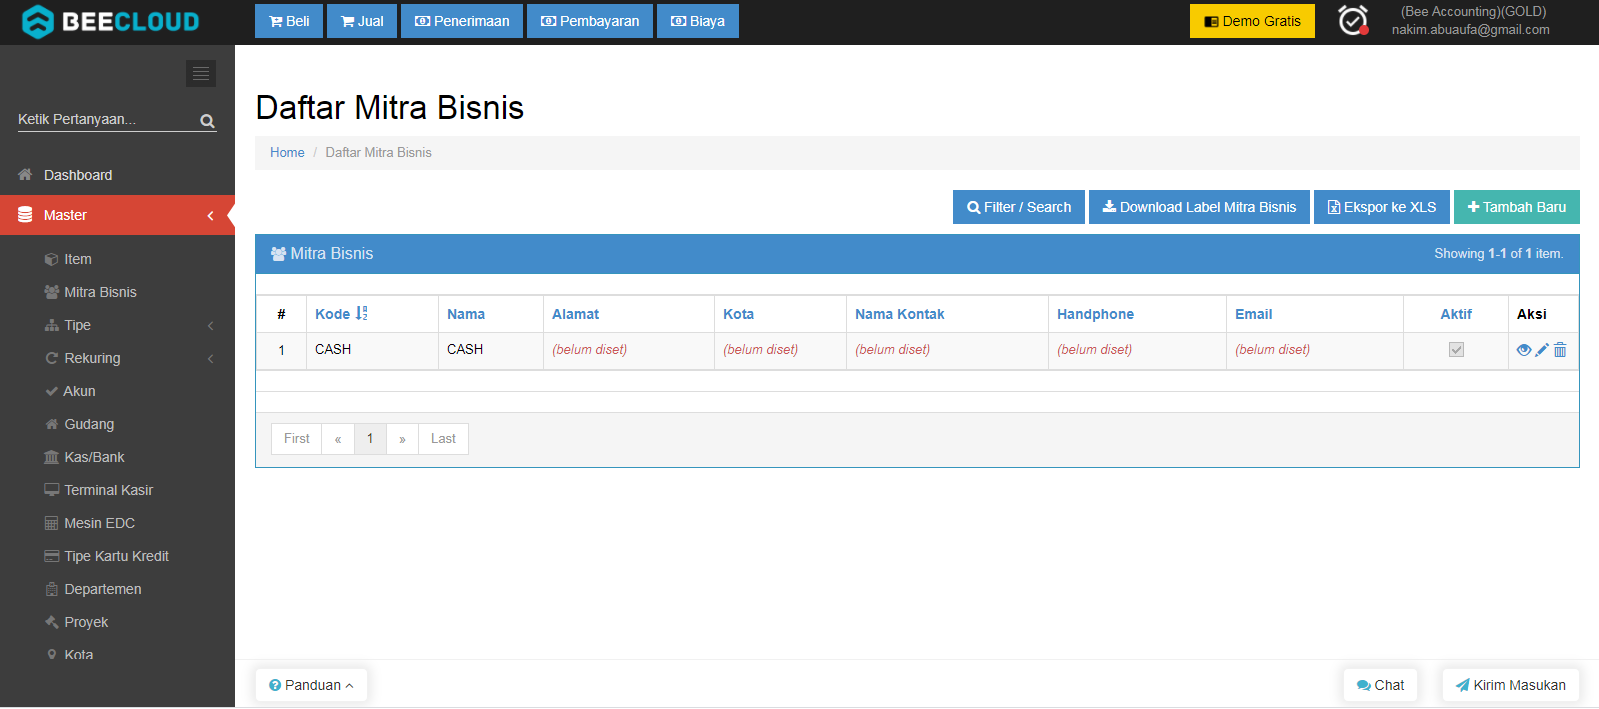 BEECLOUD
Beli
Jual
Penerimaan
Pembayaran
Biaya
Demo Gratis
(Bee Accounting)(GOLD)
nakim.abuaufa@gmail.com
Ketik Pertanyaan...
Dashboard
Master
Item
Mitra Bisnis
Tipe
Rekuring
Akun
Gudang
Kas/Bank
Terminal Kasir
Mesin EDC
Tipe Kartu Kredit
Departemen
Proyek
Kota
Daftar Mitra Bisnis
Home / Daftar Mitra Bisnis
Filter / Search
Download Label Mitra Bisnis
Ekspor ke XLS
Tambah Baru
Mitra Bisnis
Showing 1-1 of 1 item.
# Kode Nama Alamat Kota Nama Kontak Handphone Email Aktif Aksi
1 CASH CASH (belum diset) (belum diset) (belum diset) (belum diset) (belum diset)
First « 1 » Last
Panduan
Chat
Kirim Masukan